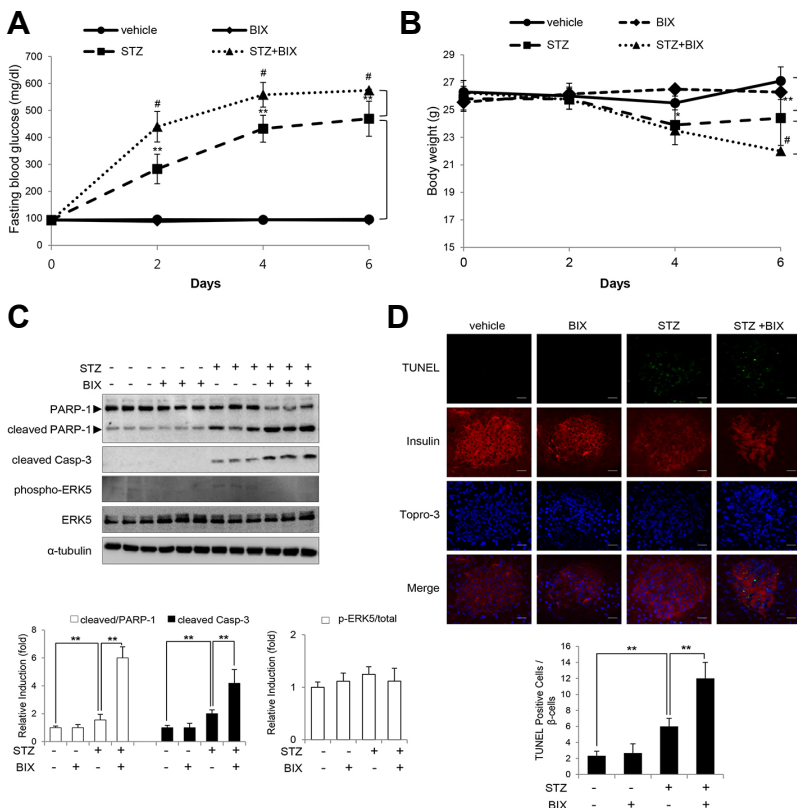 A
vehicle
BIX
STZ
STZ+BIX
Fasting blood glucose (mg/dl)
700
600
500
400
300
200
100
0
#
#
#
**
**
**
0
2
4
6
Days
B
vehicle
BIX
STZ
STZ+BIX
Body weight (g)
29
27
25
23
21
19
17
15
*
**
#
0
2
4
6
Days
C
STZ - - - - - - + + + + + +
BIX - - - + + + - - - + + +
PARP-1
cleaved PARP-1
cleaved Casp-3
phospho-ERK5
ERK5
α-tubulin
cleaved/PARP-1
cleaved Casp-3
Relative Induction (fold)
10
8
6
4
2
0
**
**
**
**
STZ - - + + - - + +
BIX - + - + - + - +
p-ERK5/total
Relative Induction (fold)
2
1
0
- - + +
- + - +
D
vehicle
BIX
STZ
STZ +BIX
TUNEL
Insulin
Topro-3
Merge
TUNEL Positive Cells /
β-cells
16
14
12
10
8
6
4
2
0
**
**
STZ - - + +
BIX - + - +